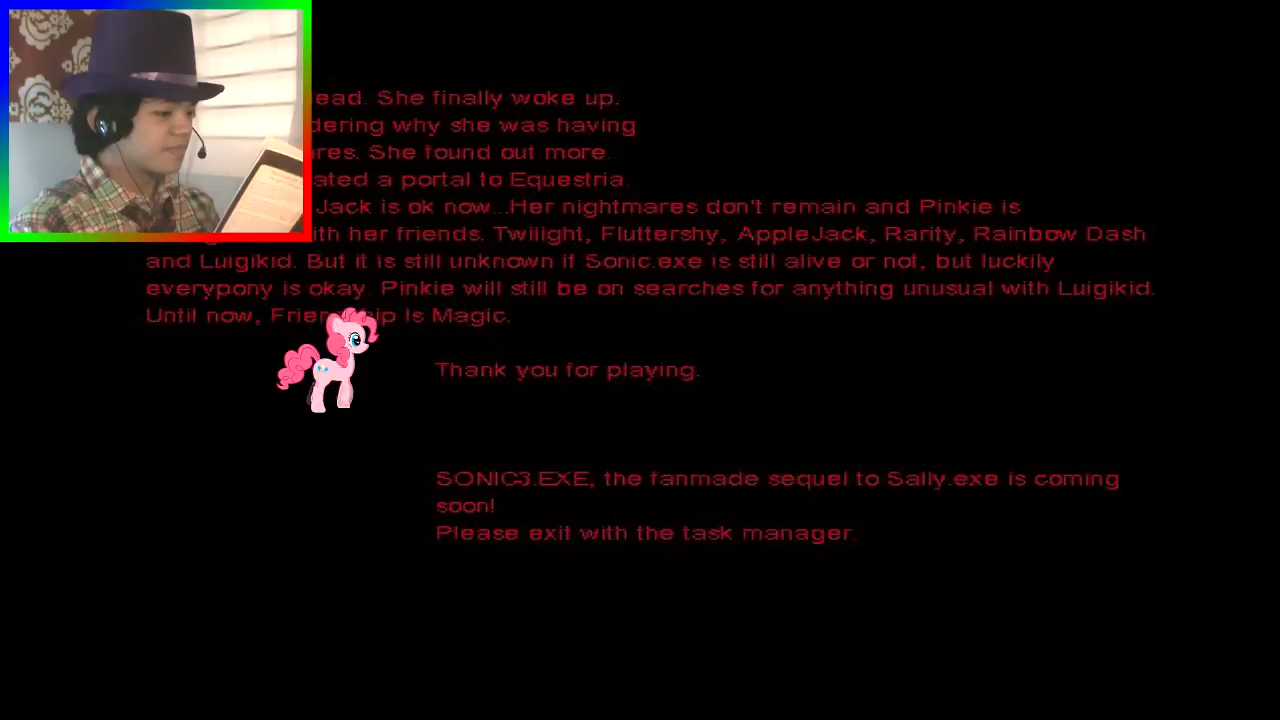 ead. She finally woke up.
dering why she was having
res. She found out more.
ated a portal to Equestria.
Jack is ok now...Her nightmares don't remain and Pinkie is
ith her friends. Twilight, Fluttershy, AppleJack, Rarity, Rainbow Dash
and Luigikid. But it is still unknown if Sonic.exe is still alive or not, but luckily
everypony is okay. Pinkie will still be on searches for anything unusual with Luigikid.
Until now, Frien ip Is Magic.
Thank you for playing.
SONIC3.EXE, the fanmade sequel to Sally.exe is coming
soon!
Please exit with the task manager.